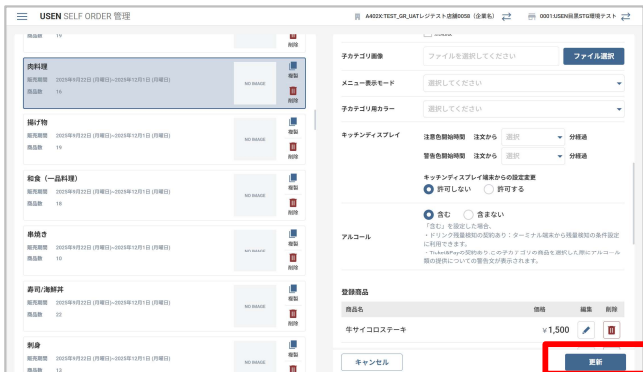 USEN SELF ORDER 管理
A402X:TEST_GR_UATレジテスト店舗0058（企業名）
0001:USEN目黒STG環境テスト
商品数 19
削除
肉料理
販売期間 2025年9月22日 (月曜日)~2025年12月1日 (月曜日)
商品数 16
NO IMAGE
複製
削除
揚げ物
販売期間 2025年9月22日 (月曜日)~2025年12月1日 (月曜日)
商品数 19
NO IMAGE
複製
削除
和食（一品料理）
販売期間 2025年9月22日 (月曜日)~2025年12月1日 (月曜日)
商品数 18
NO IMAGE
複製
削除
串焼き
販売期間 2025年9月22日 (月曜日)~2025年12月1日 (月曜日)
商品数 10
NO IMAGE
複製
削除
寿司/海鮮丼
販売期間 2025年9月22日 (月曜日)~2025年12月1日 (月曜日)
商品数 22
NO IMAGE
複製
削除
刺身
販売期間 2025年9月22日 (月曜日)~2025年12月1日 (月曜日)
商品数 13
NO IMAGE
複製
削除
子カテゴリ画像 ファイルを選択してください ファイル選択
メニュー表示モード 選択してください
子カテゴリ用カラー 選択してください
キッチンディスプレイ 注意色開始時間 注文から 選択 分経過
警告色開始時間 注文から 選択 分経過
キッチンディスプレイ端末からの設定変更
許可しない 許可する
アルコール
含む 含まない
「含む」を設定した場合、
・ドリンク残量検知の契約あり：ターミナル端末から残量検知の条件設定
に利用できます。
・Ticket&Payの契約あり:この子カテゴリの商品を選択した際にアルコール
類の提供についての警告文が表示されます。
登録商品
商品名 価格 編集 削除
牛サイコロステーキ ¥1,500
キャンセル 更新